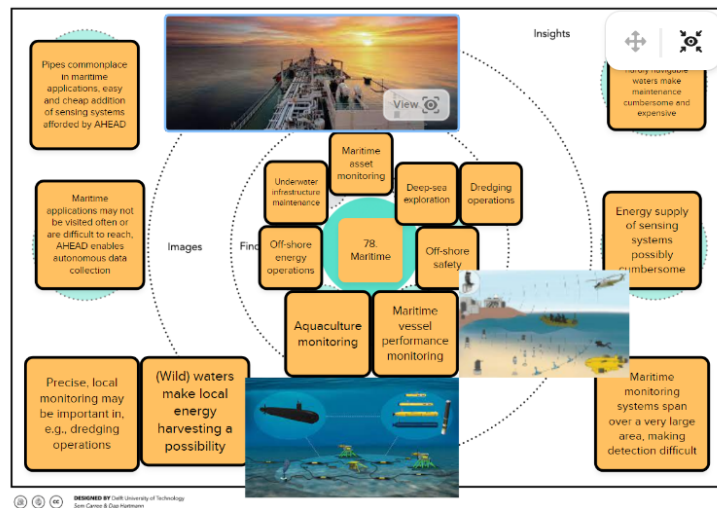 Insights
Pipes commonplace
in maritime
applications, easy
and cheap addition
of sensing systems
afforded by AHEAD
View
hardly navigable
waters make
maintenance
cumbersome and
expensive
Maritime
asset
monitoring
Underwater
infrastructure
maintenance
Deep-sea
exploration
Dredging
operations
Maritime
applications may not
be visited often or
are difficult to reach,
AHEAD enables
autonomous data
collection
Images
Off-shore
energy
operations
78.
Maritime
Off-shore
safety
Energy supply
of sensing
systems
possibly
cumbersome
Aquaculture
monitoring
Maritime
vessel
performance
monitoring
Precise, local
monitoring may
be important in,
e.g., dredging
operations
(Wild) waters
make local
energy
harvesting a
possibility
Maritime
monitoring
systems span
over a very large
area, making
detection difficult
cc
DESIGNED BY Delft University of Technology
Sem Carree & Dap Hartmann